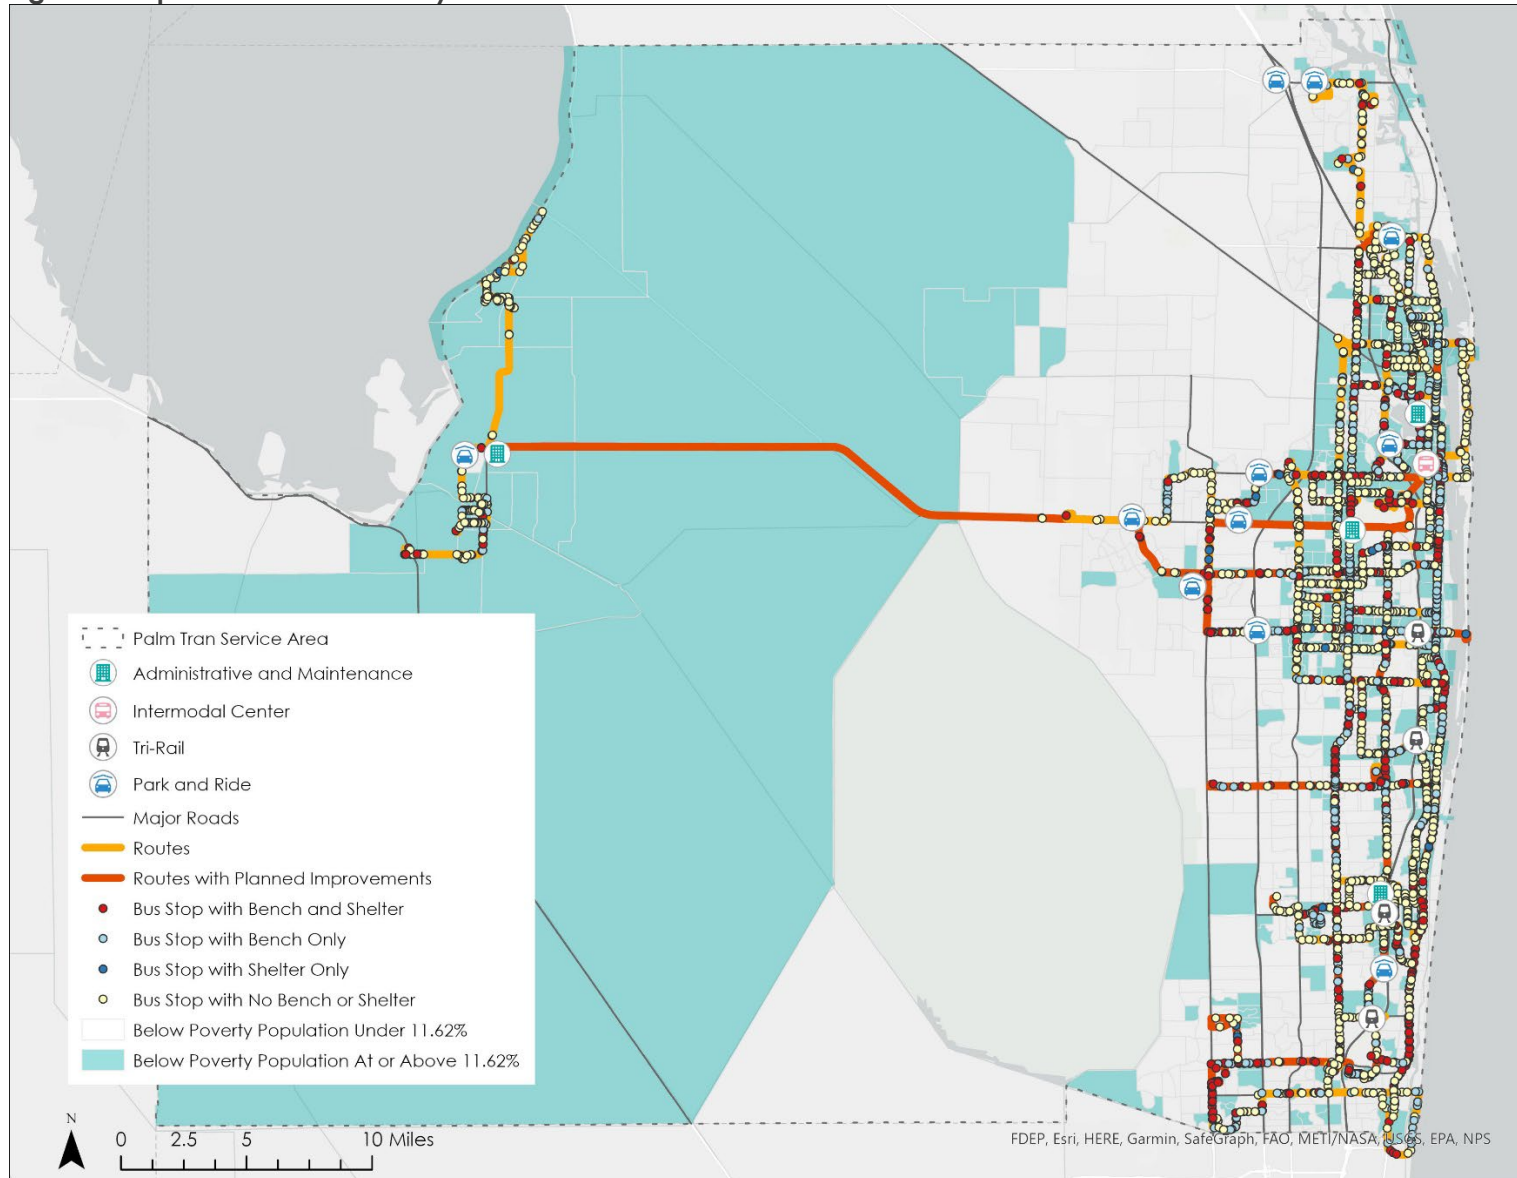 Palm Tran Service Area
Administrative and Maintenance
Intermodal Center
Tri-Rail
Park and Ride
Major Roads
Routes
Routes with Planned Improvements
Bus Stop with Bench and Shelter
Bus Stop with Bench Only
Bus Stop with Shelter Only
Bus Stop with No Bench or Shelter
Below Poverty Population Under 11.62%
Below Poverty Population At or Above 11.62%
N
0 2.5 5 10 Miles
FDEP, Esri, HERE, Garmin, SafeGraph, FAO, METI/NASA, USGS, EPA, NPS